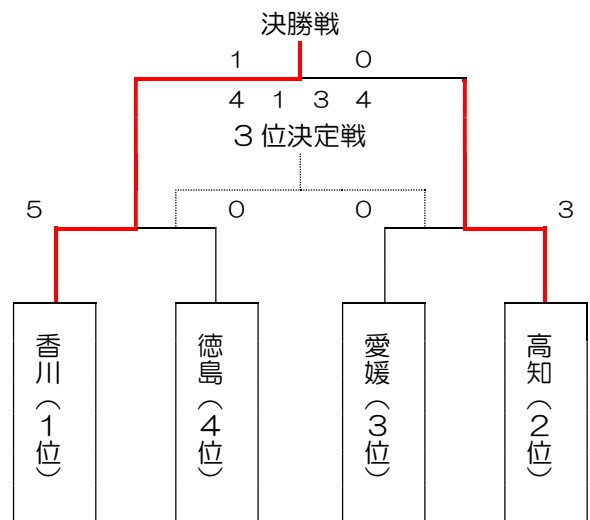 決勝戦
1 0
4 1 3 4
3位決定戦
5 0 0 3
香川(1位)
徳島(4位)
愛媛(3位)
高知(2位)